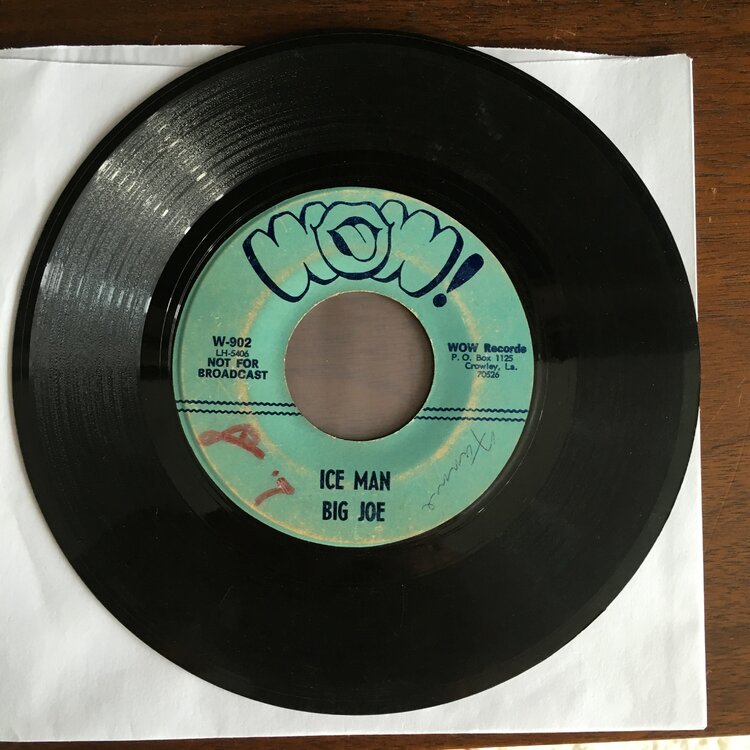 WOW!
W-902
LH-5406
NOT FOR
BROADCAST
WOW Records
P. O. Box 1125
Crowley, La.
70526
ICE MAN
BIG JOE